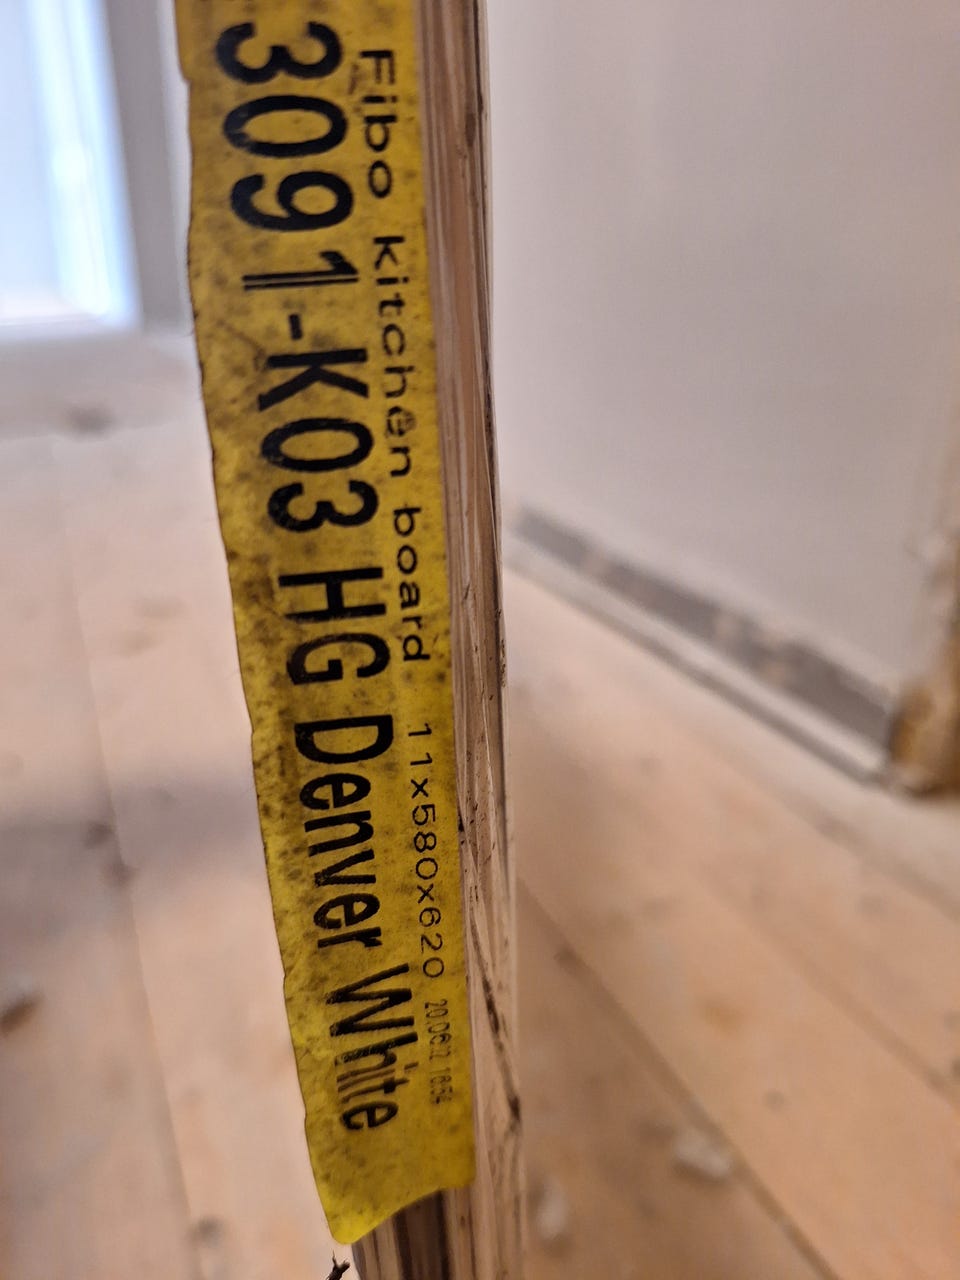 Fibo kitchen board 11x580x620
3091-K03 HG Denver White